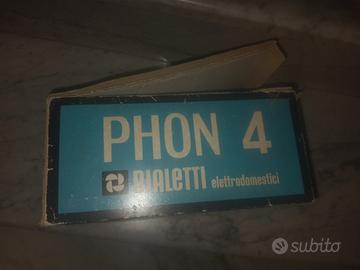 PHON 4
BIALETTI elettrodomestici
subito